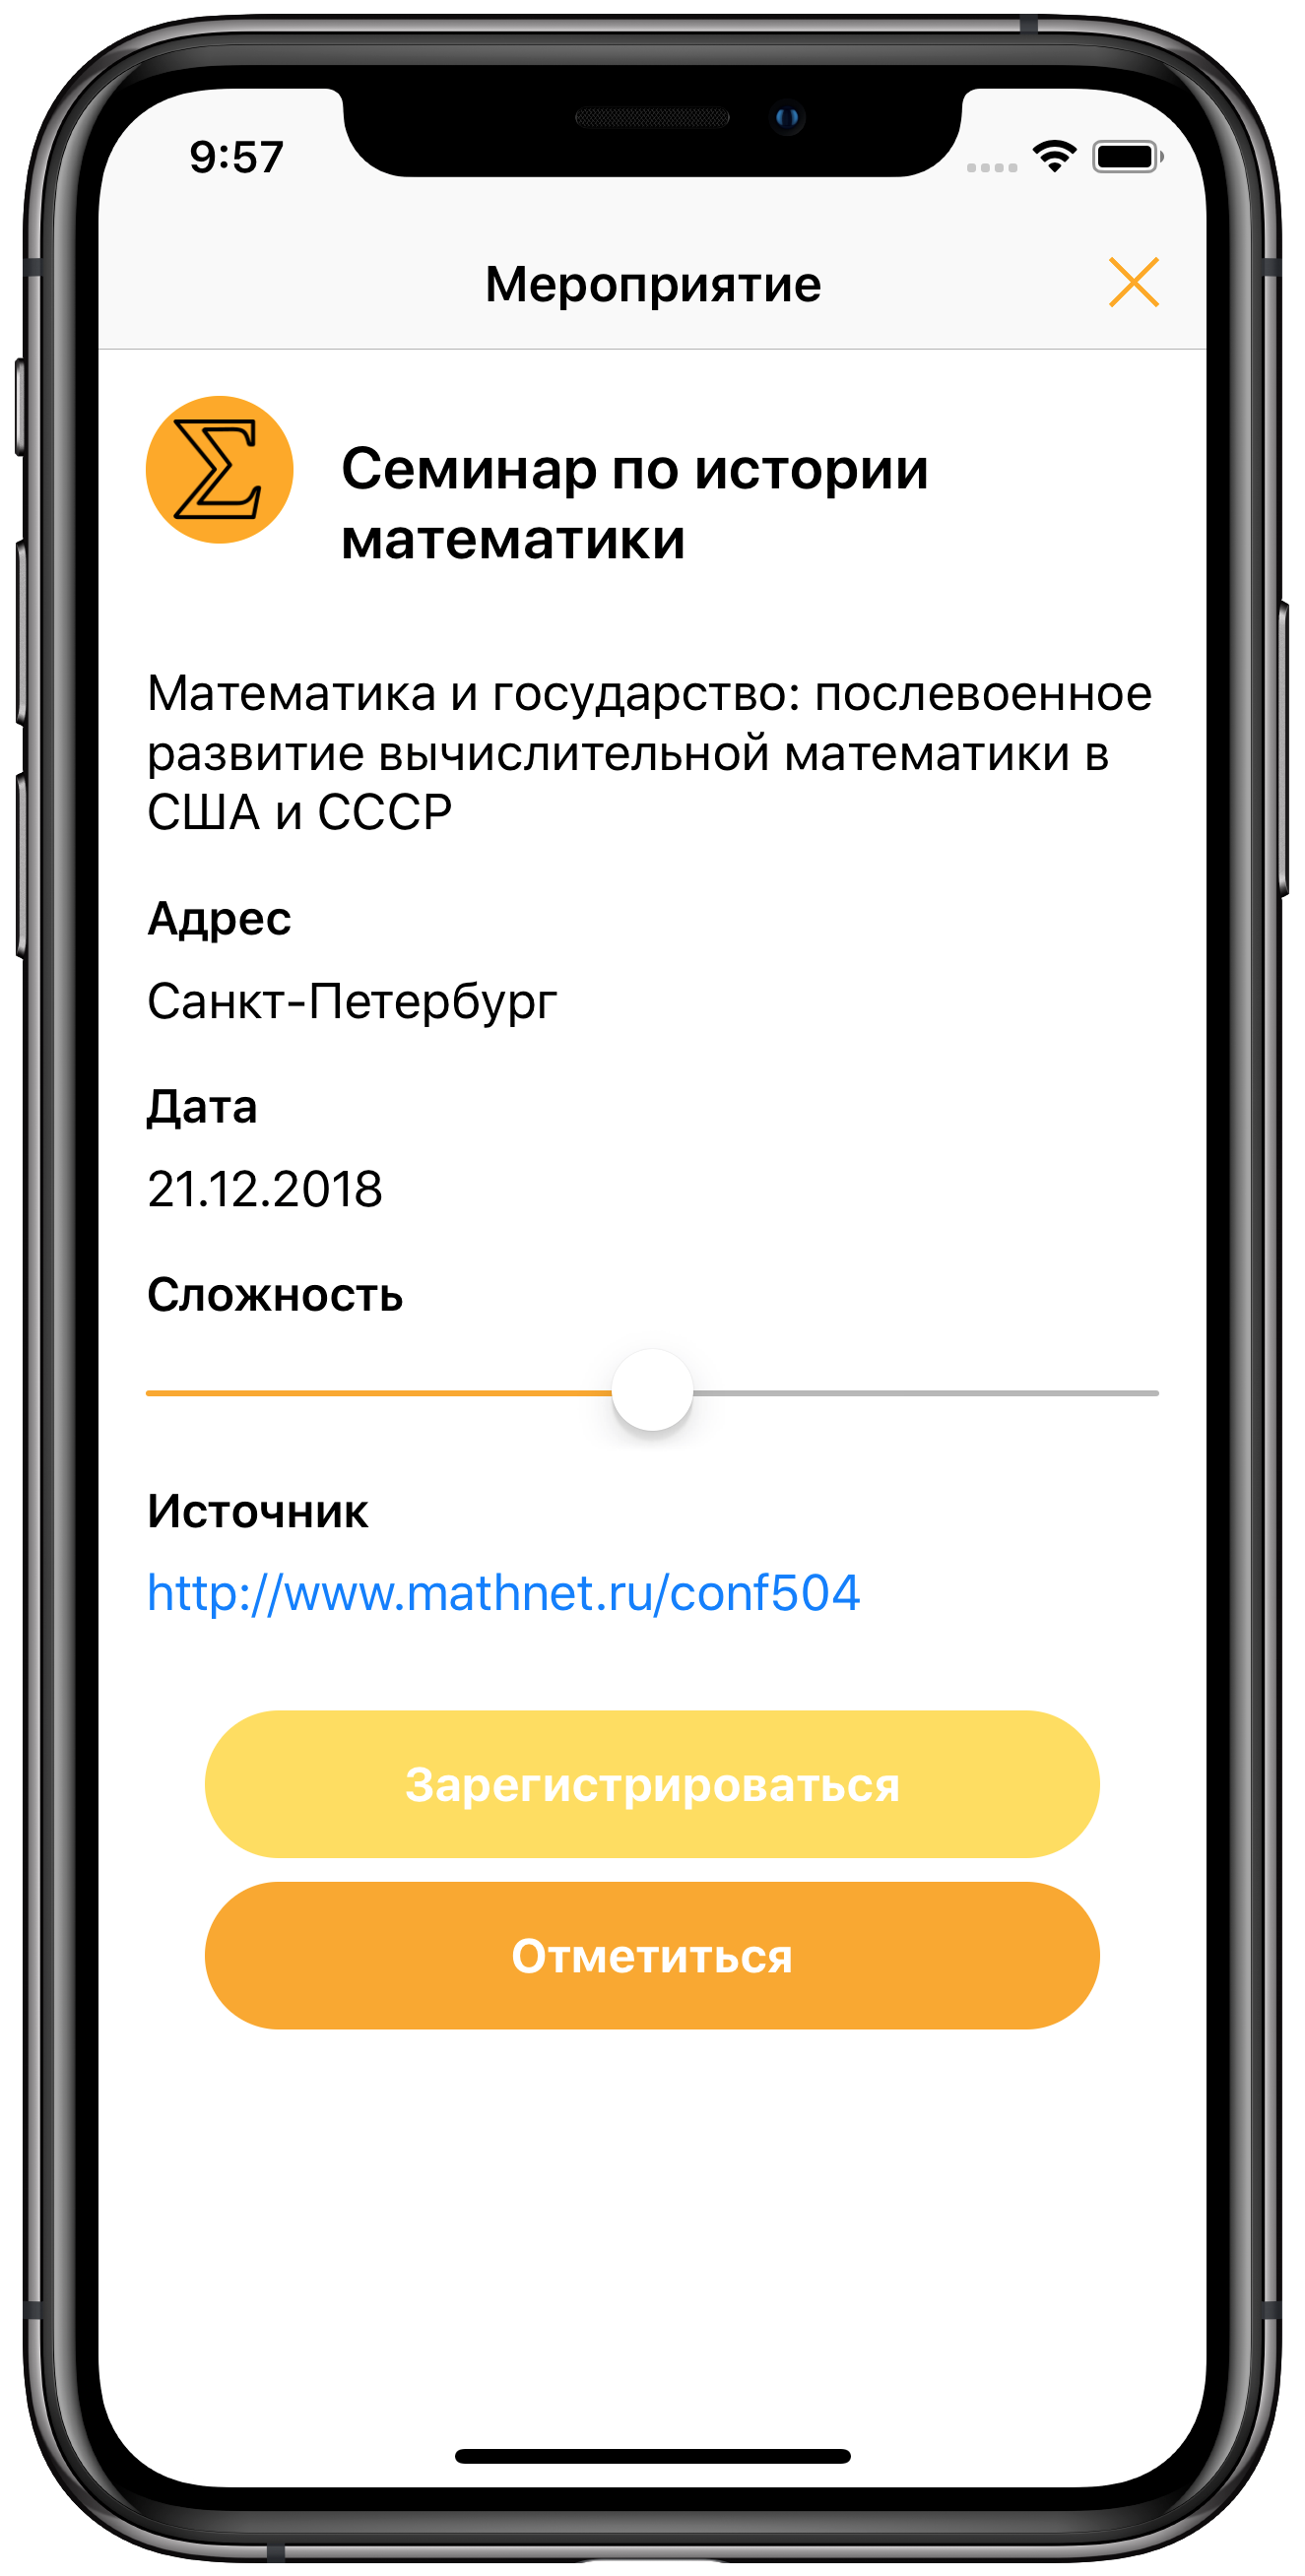 9:57
Мероприятие
Σ
Семинар по истории
математики
Математика и государство: послевоенное
развитие вычислительной математики в
США и СССР
Адрес
Санкт-Петербург
Дата
21.12.2018
Сложность
Источник
http://www.mathnet.ru/conf504
Зарегистрироваться
Отметиться